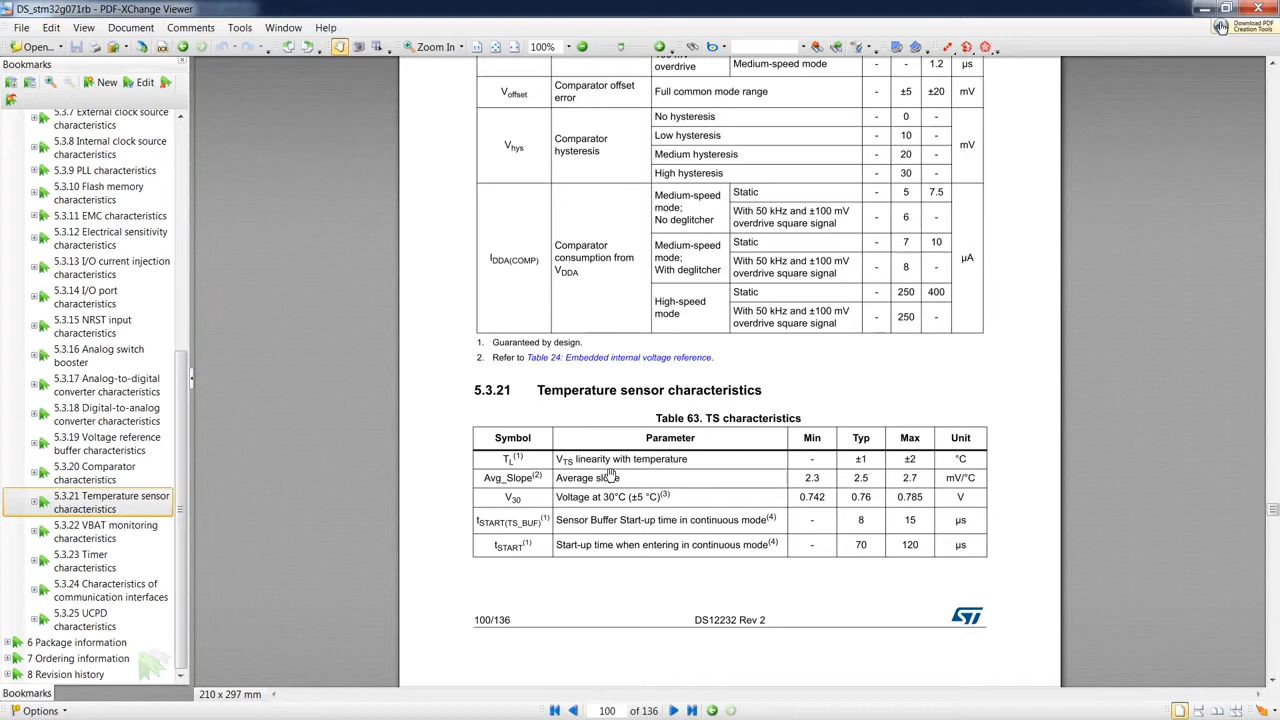 DS_stm32g071rb - PDF-XChange Viewer
File Edit View Document Comments Tools Window Help
Download PDF
Creation Tools
Open... Zoom In 100%
Bookmarks
New Edit
5.3.7 External clock source
characteristics
5.3.8 Internal clock source
characteristics
5.3.9 PLL characteristics
5.3.10 Flash memory
characteristics
5.3.11 EMC characteristics
5.3.12 Electrical sensitivity
characteristics
5.3.13 I/O current injection
characteristics
5.3.14 I/O port
characteristics
5.3.15 NRST input
characteristics
5.3.16 Analog switch
booster
5.3.17 Analog-to-digital
converter characteristics
5.3.18 Digital-to-analog
converter characteristics
5.3.19 Voltage reference
buffer characteristics
5.3.20 Comparator
characteristics
5.3.21 Temperature sensor
characteristics
5.3.22 VBAT monitoring
characteristics
5.3.23 Timer
characteristics
5.3.24 Characteristics of
communication interfaces
5.3.25 UCPD
characteristics
6 Package information
7 Ordering information
8 Revision history
Bookmarks
Options
overdrive Medium-speed mode - - 1.2 µs
Voffset Comparator offset error Full common mode range - ±5 ±20 mV
Vhys Comparator hysteresis No hysteresis - 0 - mV
Low hysteresis - 10 -
Medium hysteresis - 20 -
High hysteresis - 30 -
IDDA(COMP) Comparator consumption from VDDA Medium-speed mode; No deglitcher Static - 5 7.5 µA
With 50 kHz and ±100 mV overdrive square signal - 6 -
Medium-speed mode; With deglitcher Static - 7 10
With 50 kHz and ±100 mV overdrive square signal - 8 -
High-speed mode Static - 250 400
With 50 kHz and ±100 mV overdrive square signal - 250 -
1. Guaranteed by design.
2. Refer to Table 24: Embedded internal voltage reference.
5.3.21 Temperature sensor characteristics
Table 63. TS characteristics
Symbol Parameter Min Typ Max Unit
TL(1) VTS linearity with temperature - ±1 ±2 °C
Avg_Slope(2) Average slope 2.3 2.5 2.7 mV/°C
V30 Voltage at 30°C (±5 °C)(3) 0.742 0.76 0.785 V
tSTART(TS_BUF)(1) Sensor Buffer Start-up time in continuous mode(4) - 8 15 µs
tSTART(1) Start-up time when entering in continuous mode(4) - 70 120 µs
100/136 DS12232 Rev 2 ST
210 x 297 mm
100 of 136